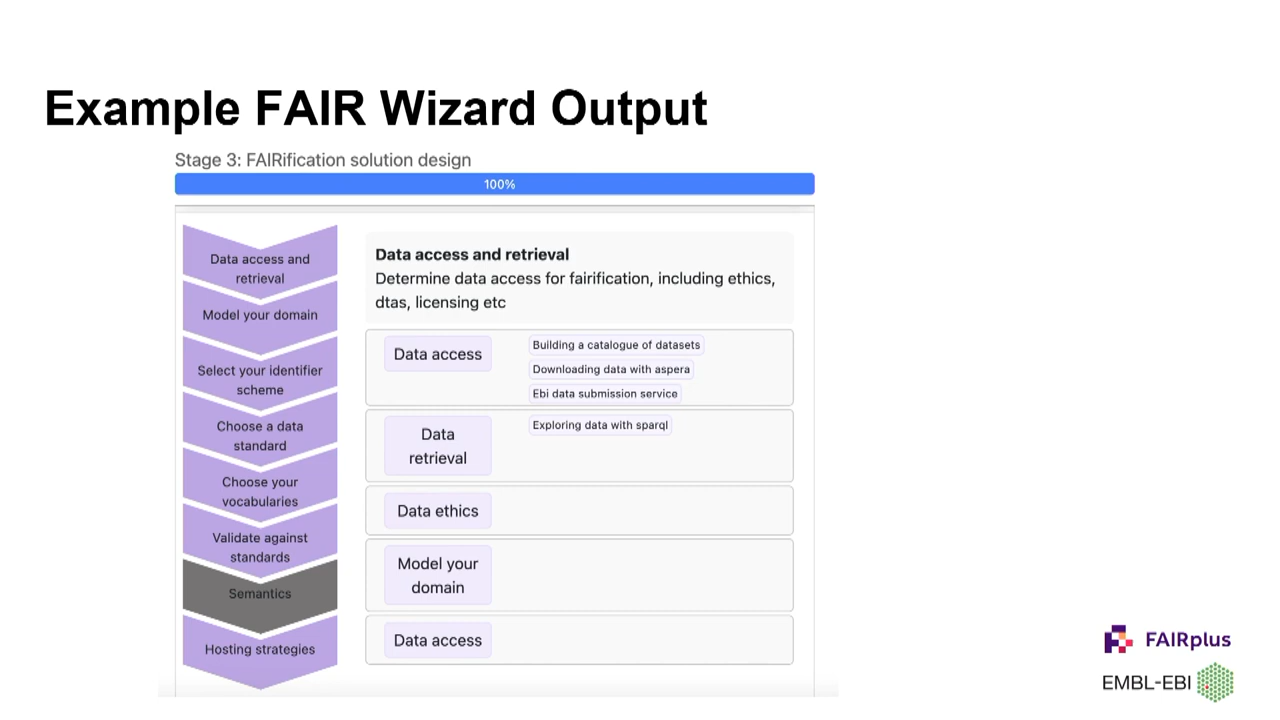 Example FAIR Wizard Output
Stage 3: FAIRification solution design
100%
Data access and
retrieval
Model your domain
Select your identifier
scheme
Choose a data
standard
Choose your
vocabularies
Validate against
standards
Semantics
Hosting strategies
Data access and retrieval
Determine data access for fairification, including ethics,
dtas, licensing etc
Data access
Building a catalogue of datasets
Downloading data with aspera
Ebi data submission service
Data
retrieval
Exploring data with sparql
Data ethics
Model your
domain
Data access
FAIRplus
EMBL-EBI